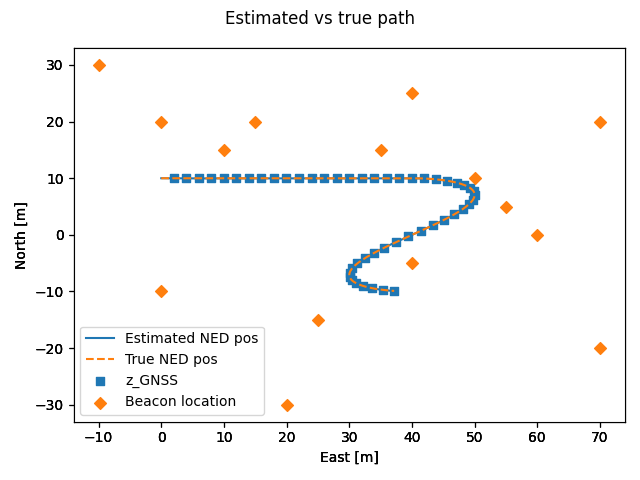 Estimated vs true path
30
20
10
0
−10
−20
−30
North [m]
Estimated NED pos
True NED pos
z_GNSS
Beacon location
−10 0 10 20 30 40 50 60 70
East [m]